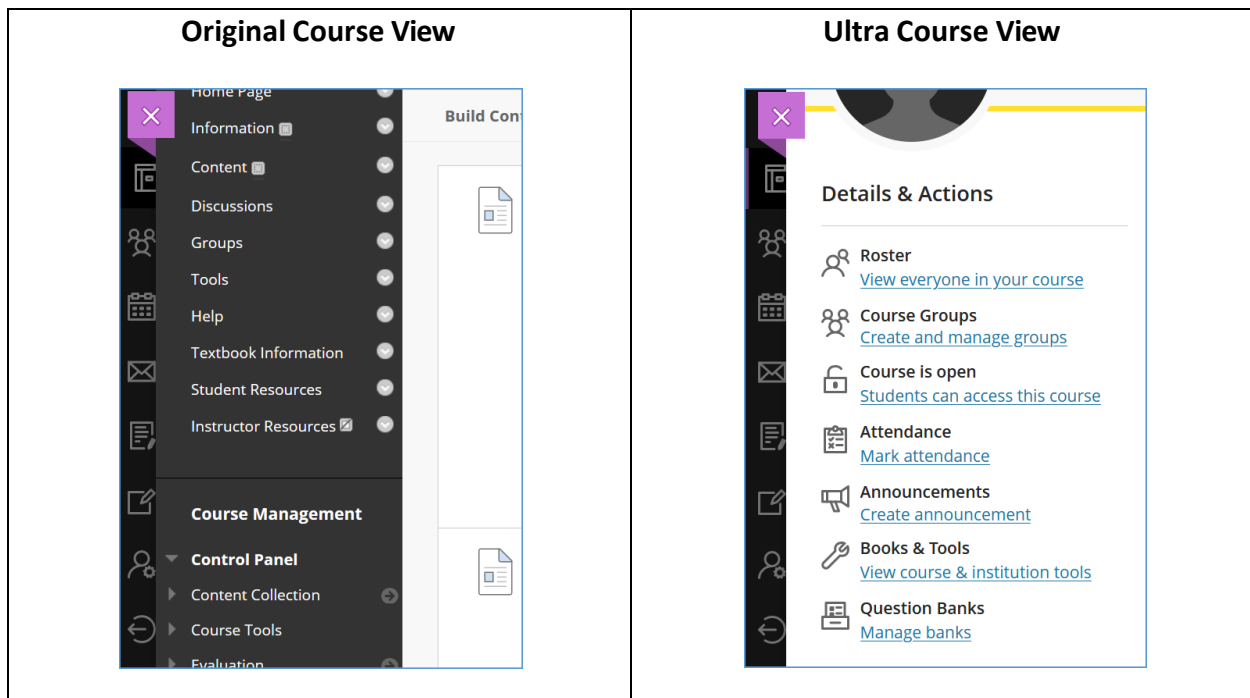 Original Course View
Home Page
Information
Content
Discussions
Groups
Tools
Help
Textbook Information
Student Resources
Instructor Resources
Course Management
Control Panel
Content Collection
Course Tools
Evaluation
Build Con
Ultra Course View
Details & Actions
Roster
View everyone in your course
Course Groups
Create and manage groups
Course is open
Students can access this course
Attendance
Mark attendance
Announcements
Create announcement
Books & Tools
View course & institution tools
Question Banks
Manage banks